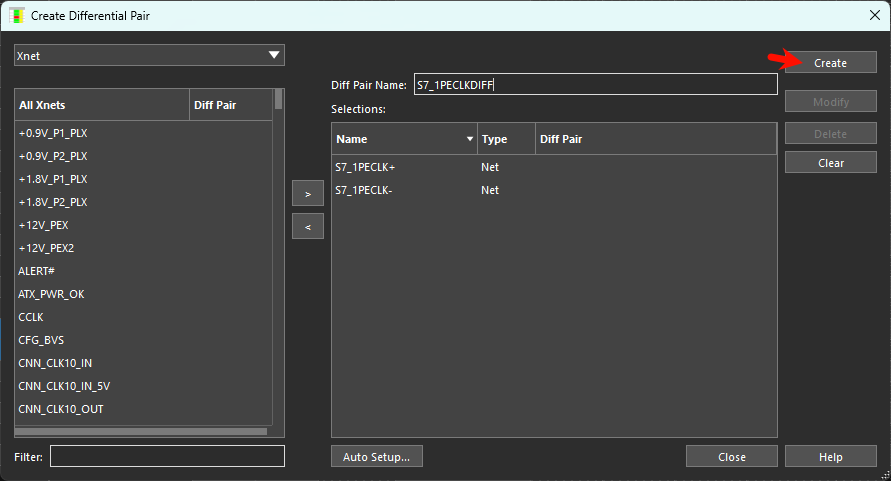 Create Differential Pair
Xnet
Create
Diff Pair Name: S7_1PECLKDIFF
Modify
Selections:
All Xnets Diff Pair
Delete
Name Type Diff Pair
Clear
+0.9V_P1_PLX
+0.9V_P2_PLX
+1.8V_P1_PLX
+1.8V_P2_PLX
+12V_PEX
+12V_PEX2
ALERT#
ATX_PWR_OK
CCLK
CFG_BVS
CNN_CLK10_IN
CNN_CLK10_IN_5V
CNN_CLK10_OUT
>
<
S7_1PECLK+ Net
S7_1PECLK- Net
Filter:
Auto Setup...
Close
Help